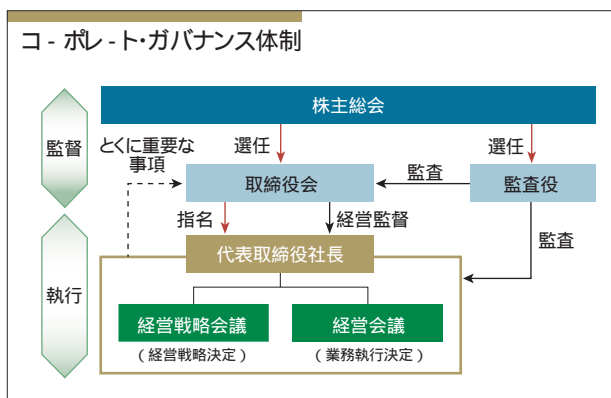 コ-ポレ-ト・ガバナンス体制
株主総会
監督
とくに重要な
事項
選任
選任
取締役会
監査
監査役
指名
経営監督
監査
代表取締役社長
執行
経営戦略会議
経営会議
(経営戦略決定)
(業務執行決定)